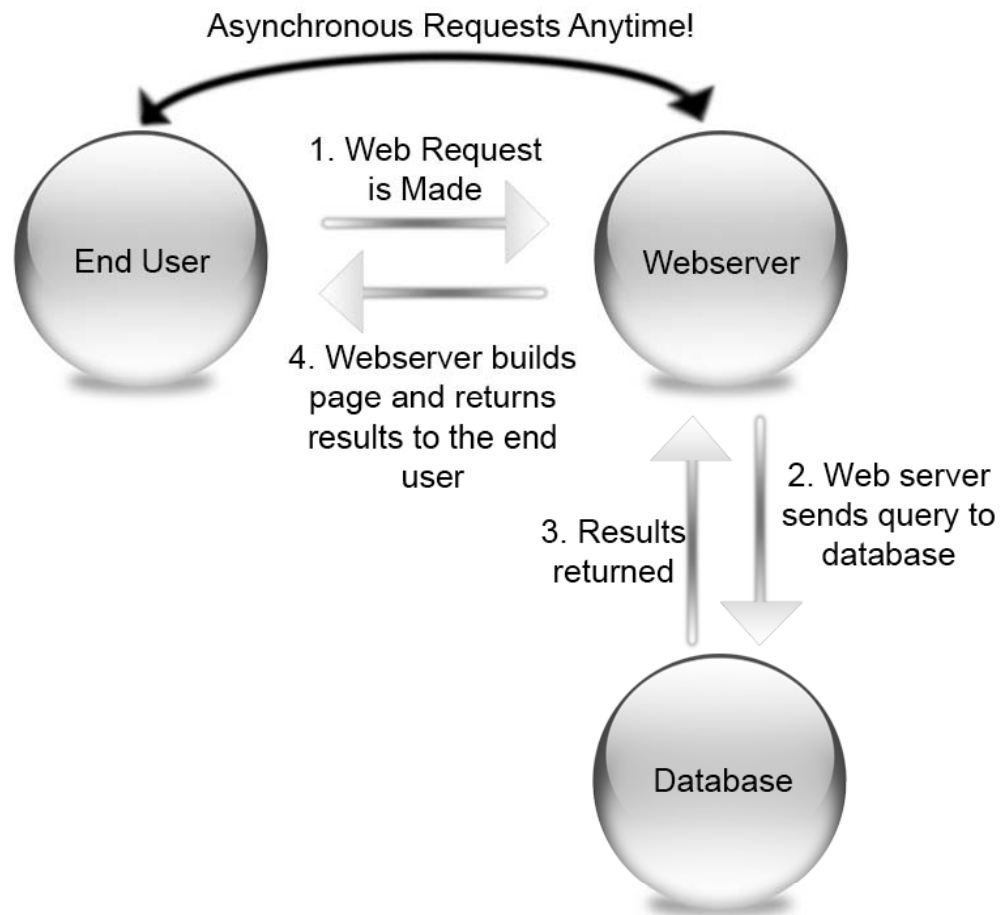 Asynchronous Requests Anytime!
1. Web Request
is Made
End User
Webserver
4. Webserver builds
page and returns
results to the end
user
2. Web server
sends query to
database
3. Results
returned
Database